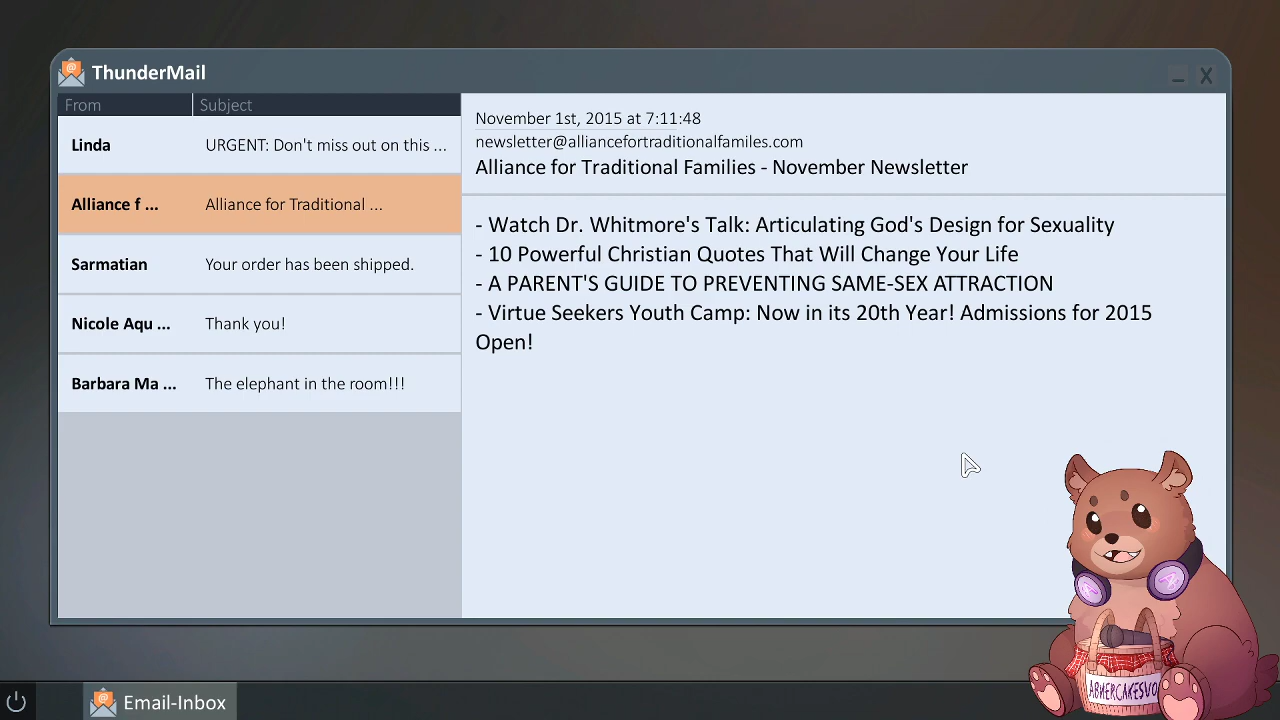 ThunderMail
From Subject
Linda URGENT: Don't miss out on this ...
Alliance f ... Alliance for Traditional ...
Sarmatian Your order has been shipped.
Nicole Aqu ... Thank you!
Barbara Ma ... The elephant in the room!!!
November 1st, 2015 at 7:11:48
newsletter@alliancefortraditionalfamiles.com
Alliance for Traditional Families - November Newsletter
- Watch Dr. Whitmore's Talk: Articulating God's Design for Sexuality
- 10 Powerful Christian Quotes That Will Change Your Life
- A PARENT'S GUIDE TO PREVENTING SAME-SEX ATTRACTION
- Virtue Seekers Youth Camp: Now in its 20th Year! Admissions for 2015
Open!
Email-Inbox